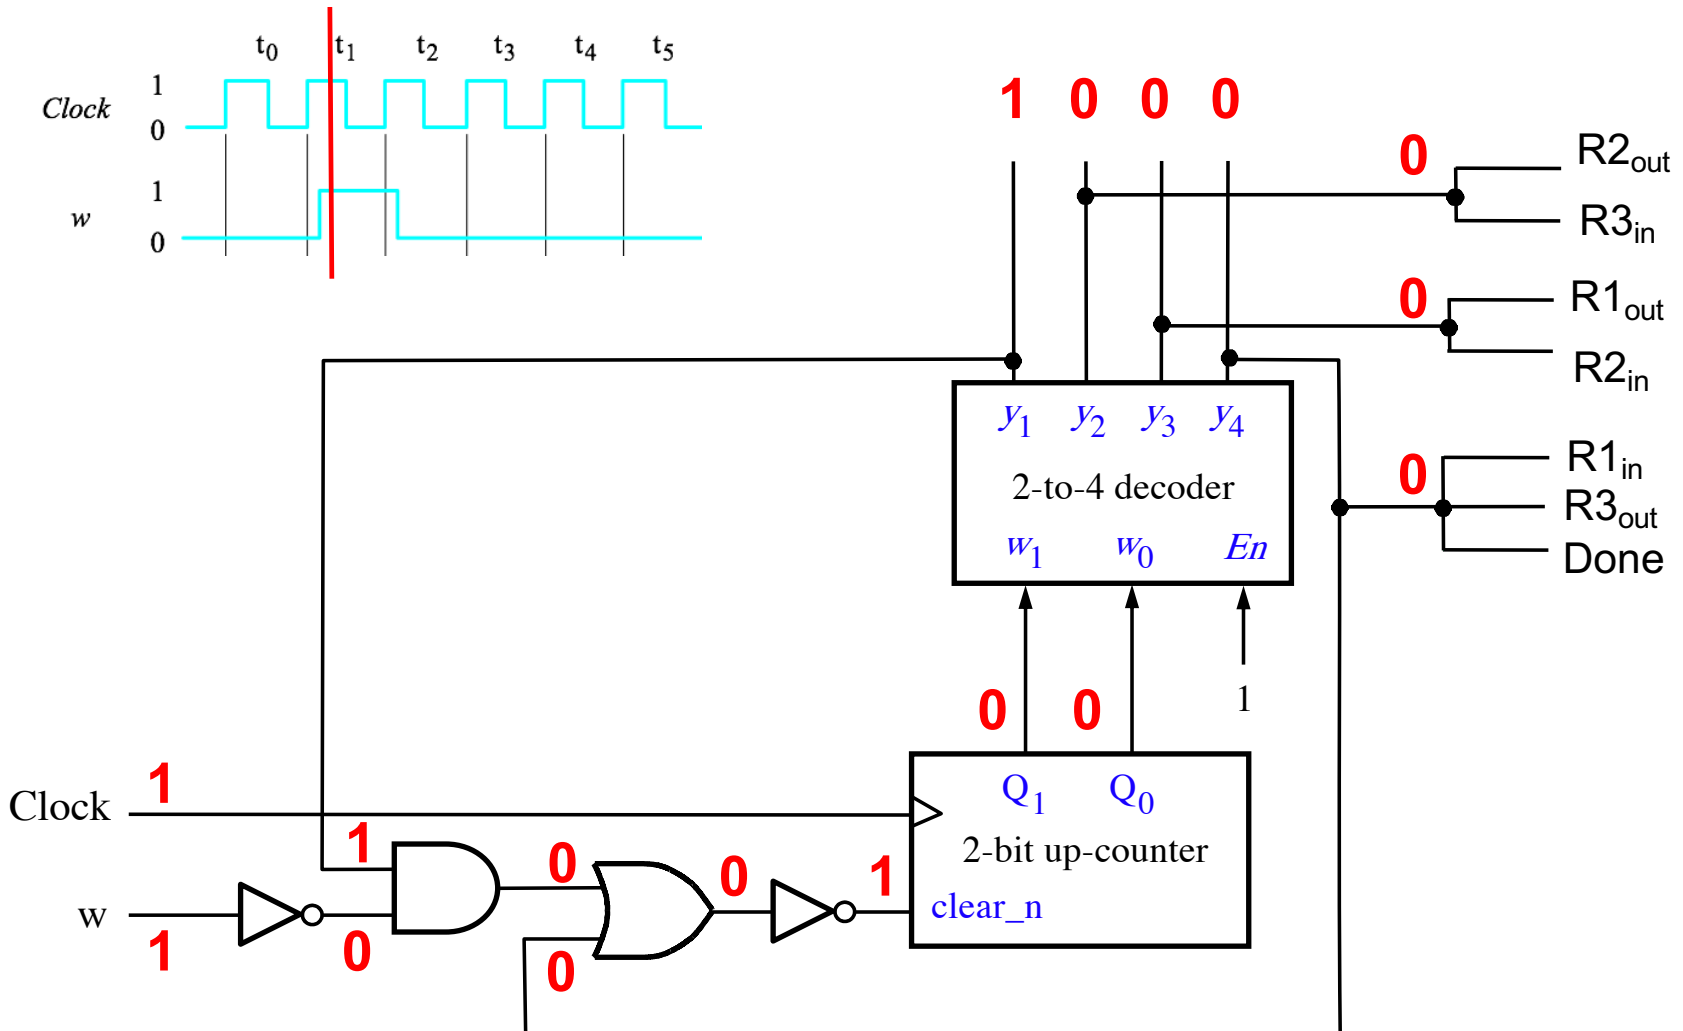 t0 t1 t2 t3 t4 t5
Clock 1
0
w 1
0
1 0 0 0
0 R2out
R3in
0 R1out
R2in
y1 y2 y3 y4
2-to-4 decoder
w1 w0 En
0 R1in
R3out
Done
0 0 1
Clock 1
Q1 Q0
2-bit up-counter
clear_n
1 0 0 1
w
1 0 0